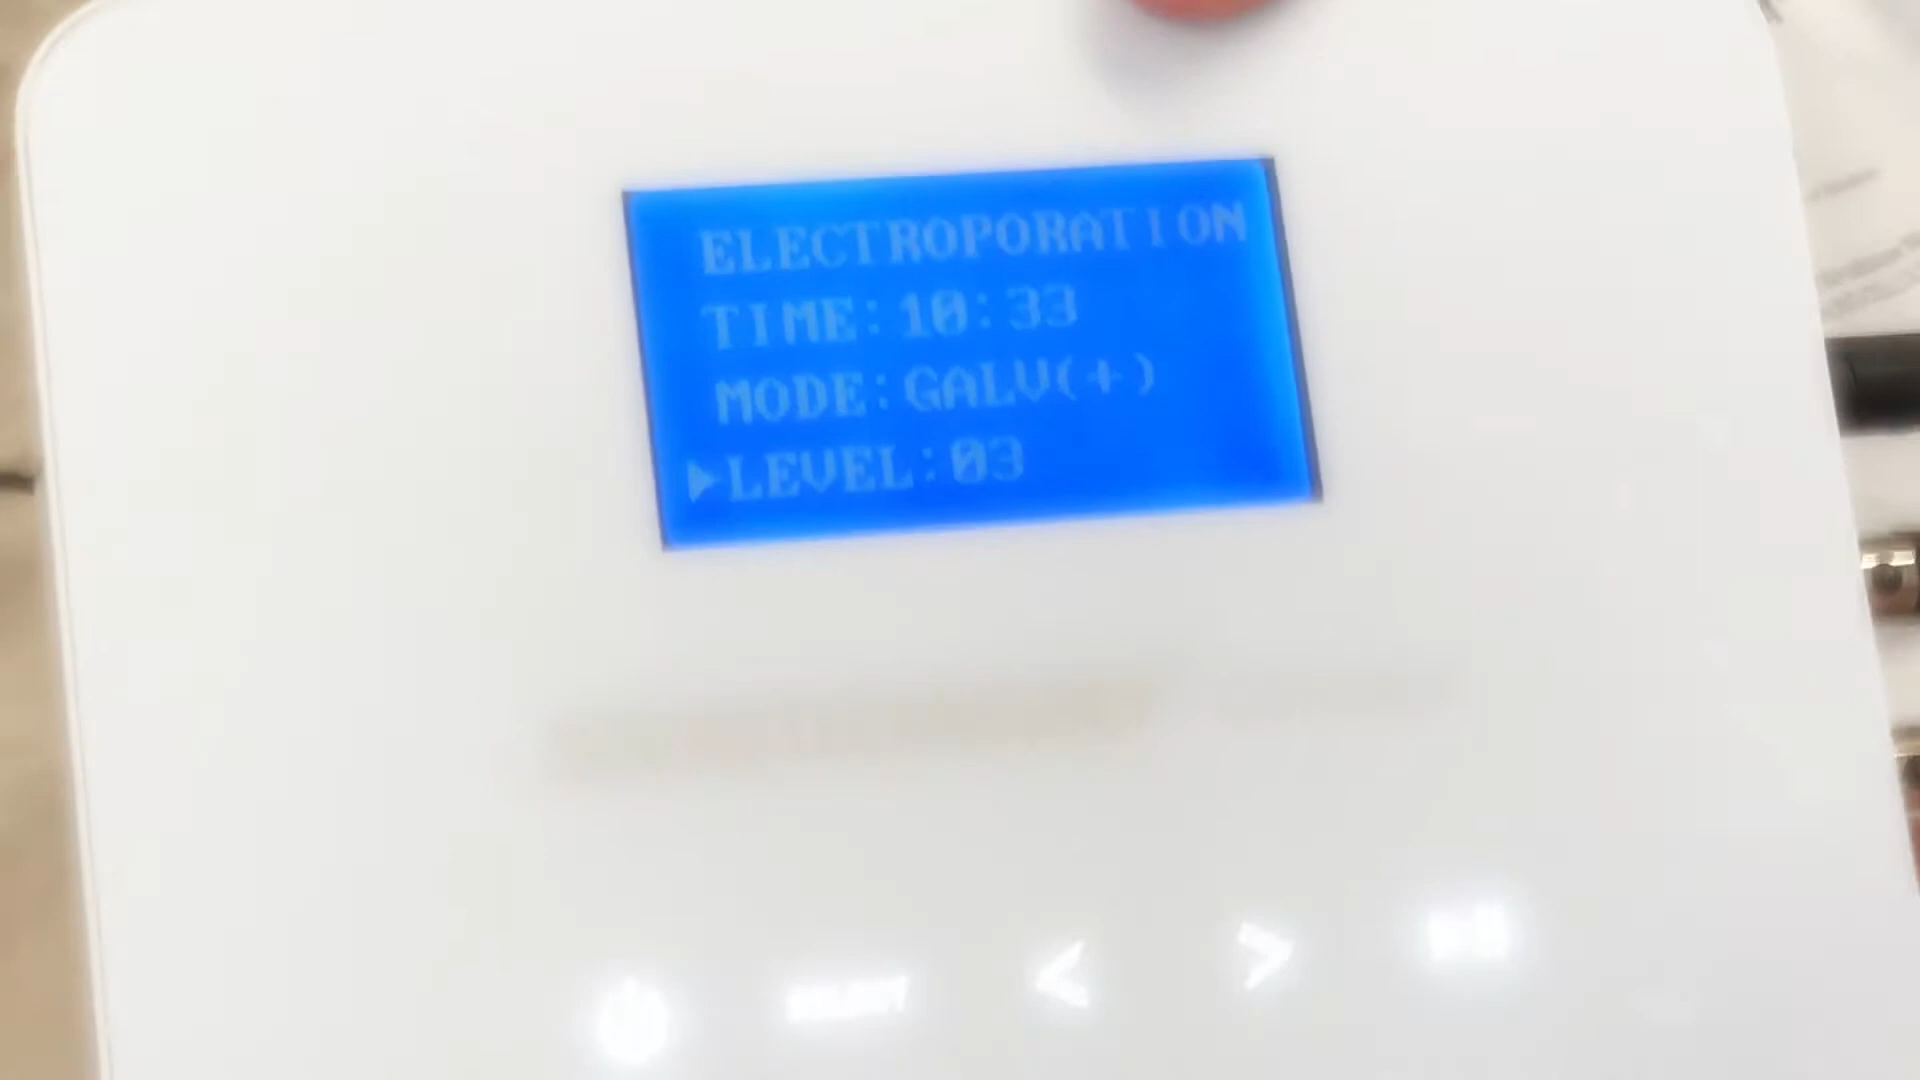 ELECTROPORATION
TIME:10:33
MODE:GALV(+)
▶LEVEL:03